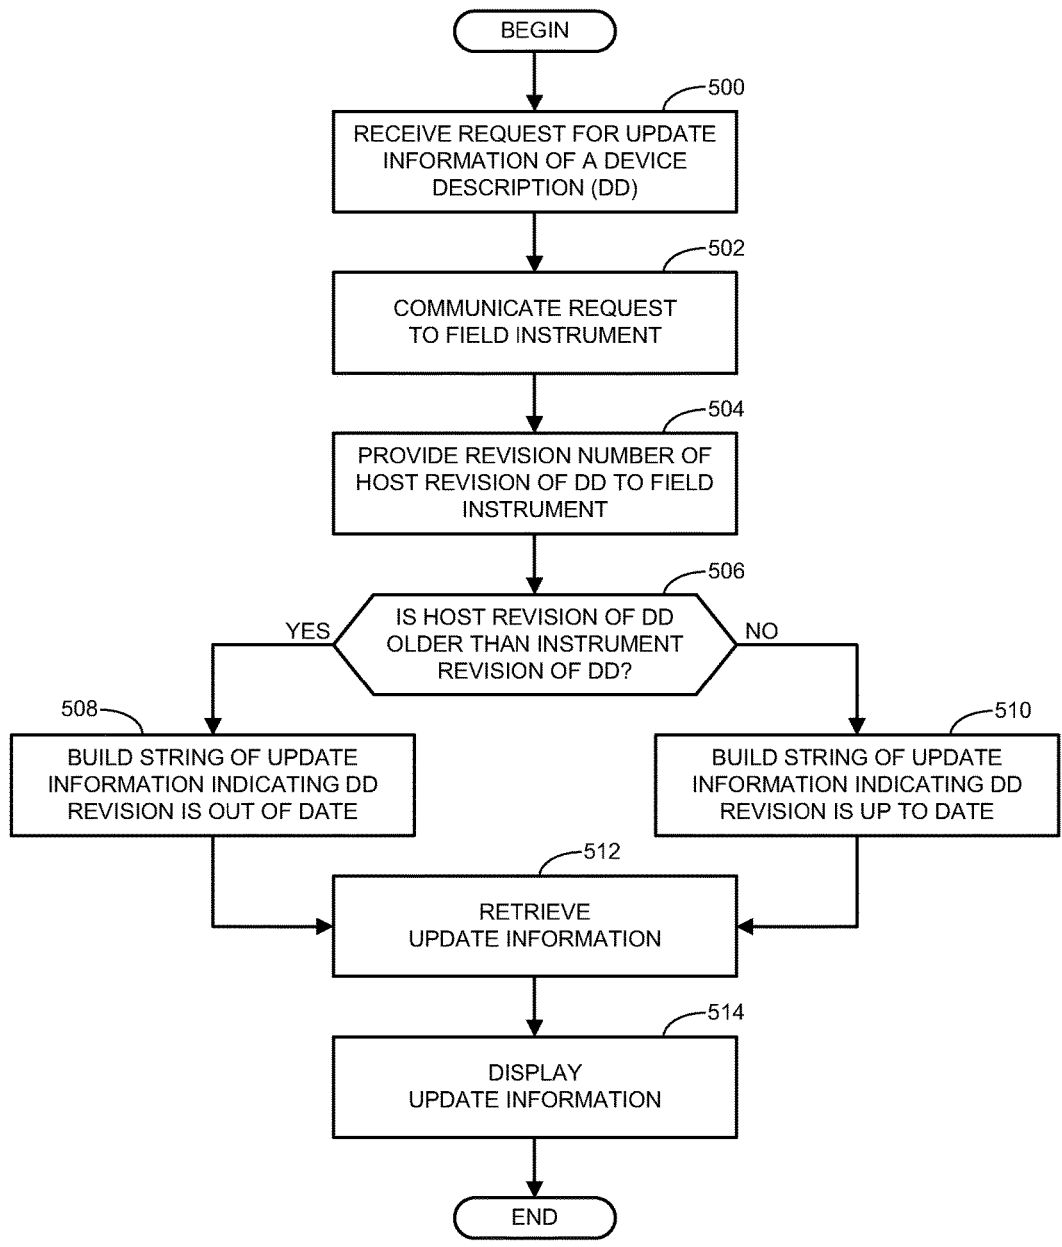 BEGIN
500
RECEIVE REQUEST FOR UPDATE
INFORMATION OF A DEVICE
DESCRIPTION (DD)
502
COMMUNICATE REQUEST
TO FIELD INSTRUMENT
504
PROVIDE REVISION NUMBER OF
HOST REVISION OF DD TO FIELD
INSTRUMENT
506
IS HOST REVISION OF DD
OLDER THAN INSTRUMENT
REVISION OF DD?
YES
NO
508
BUILD STRING OF UPDATE
INFORMATION INDICATING DD
REVISION IS OUT OF DATE
510
BUILD STRING OF UPDATE
INFORMATION INDICATING DD
REVISION IS UP TO DATE
512
RETRIEVE
UPDATE INFORMATION
514
DISPLAY
UPDATE INFORMATION
END